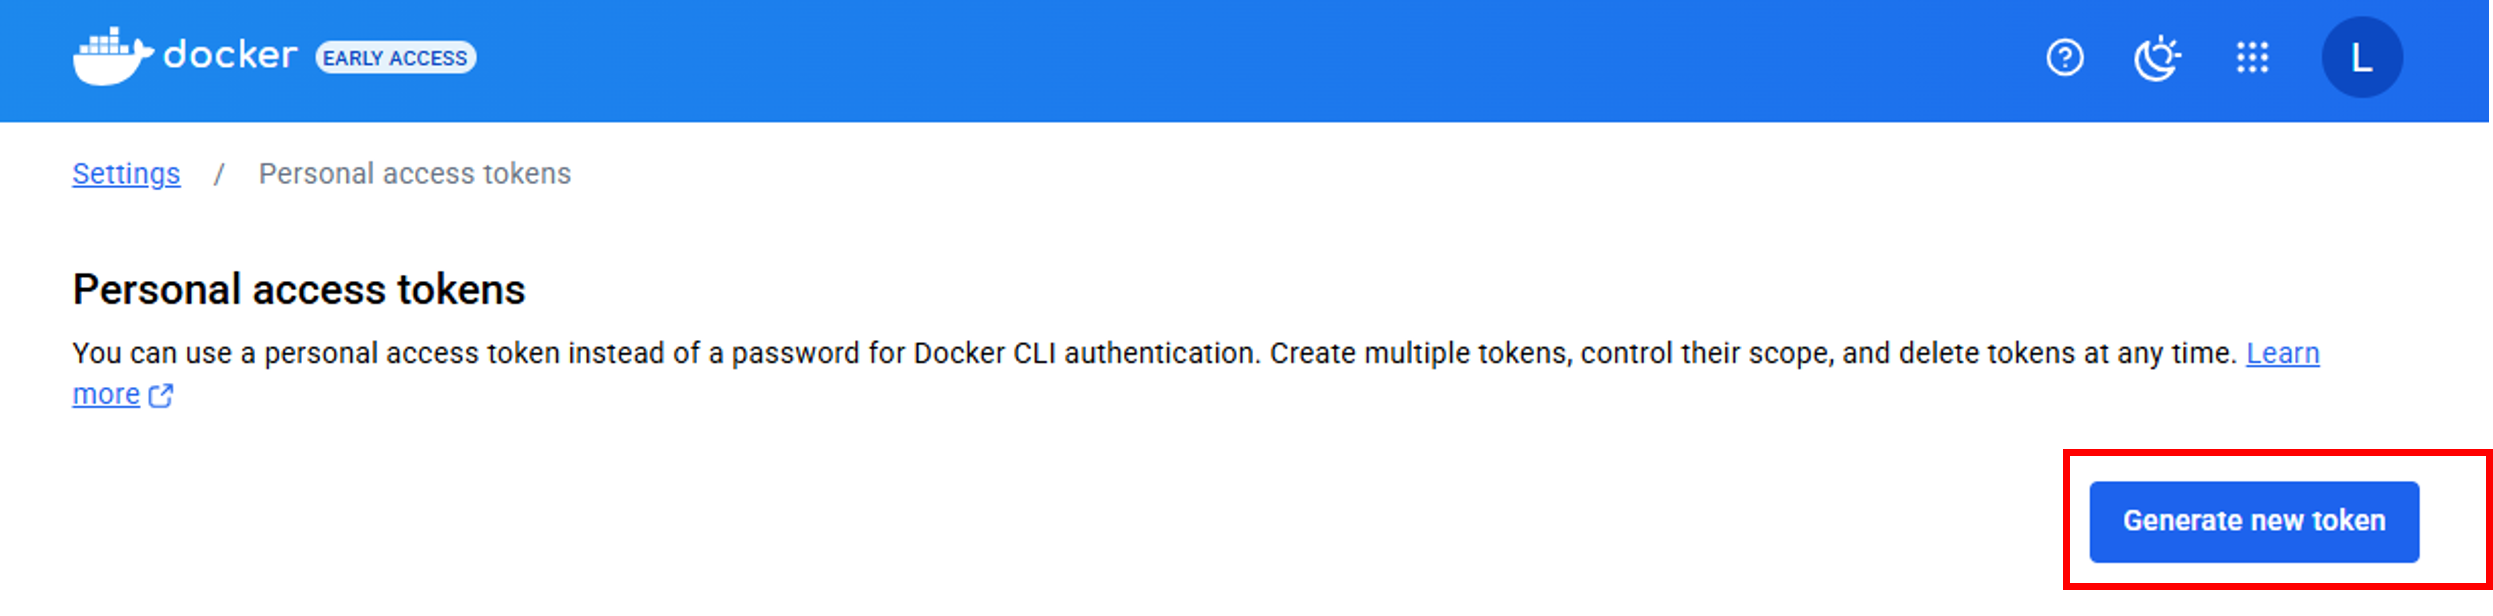 docker EARLY ACCESS
L
Settings / Personal access tokens
Personal access tokens
You can use a personal access token instead of a password for Docker CLI authentication. Create multiple tokens, control their scope, and delete tokens at any time. Learn
more
Generate new token